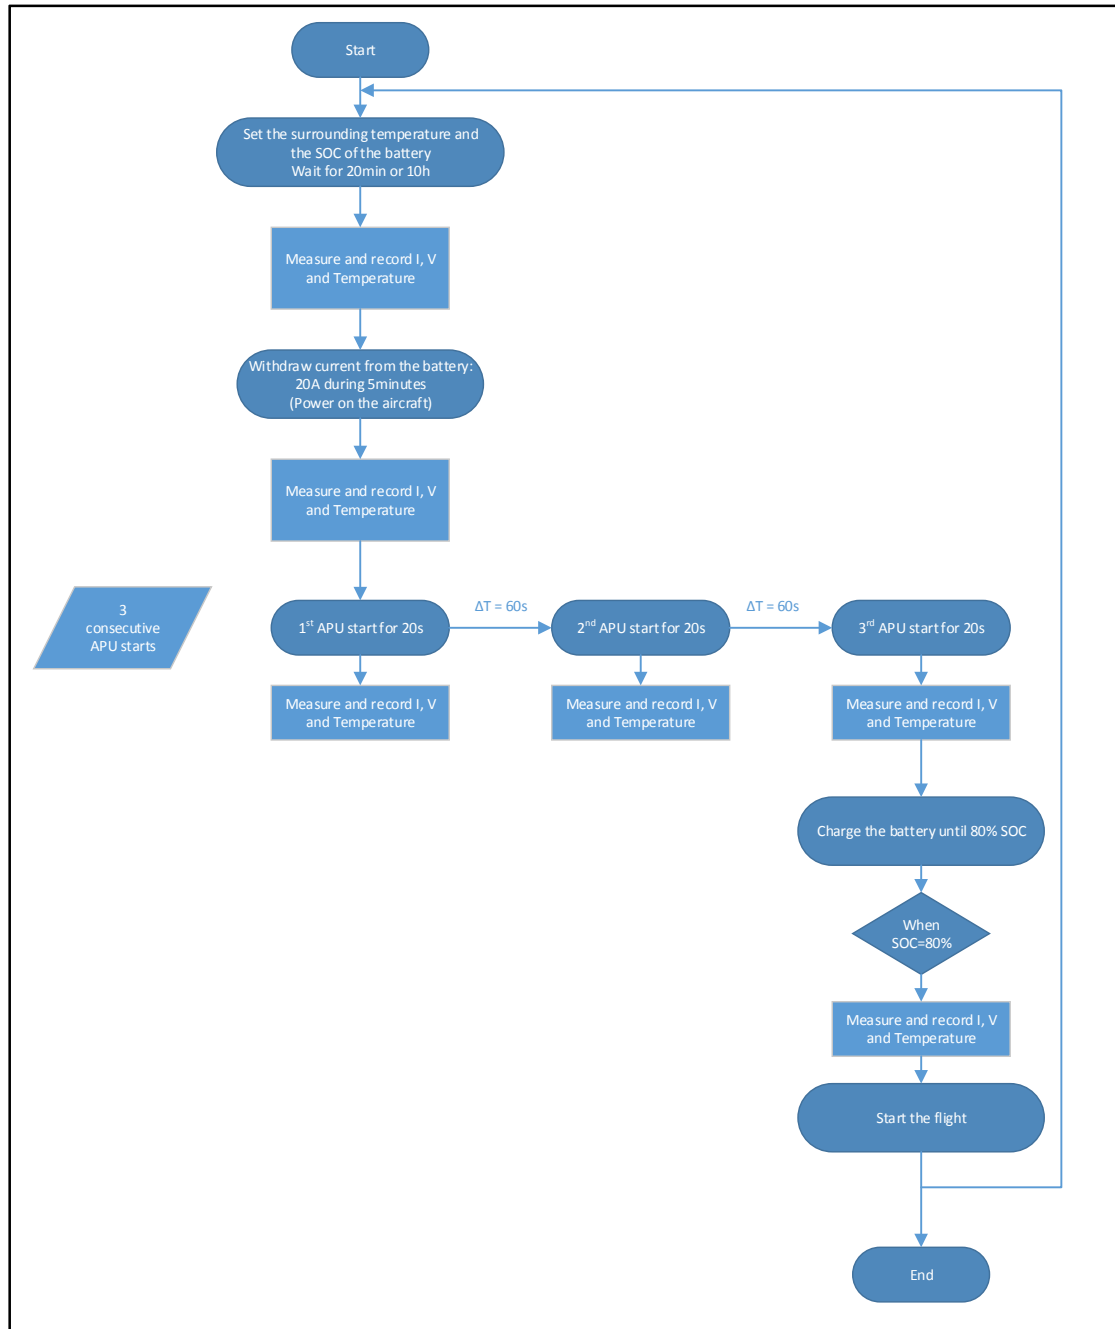 Start
Set the surrounding temperature and
the SOC of the battery
Wait for 20min or 10h
Measure and record I, V
and Temperature
Withdraw current from the battery:
20A during 5minutes
(Power on the aircraft)
Measure and record I, V
and Temperature
3
consecutive
APU starts
1st APU start for 20s
ΔT = 60s
2nd APU start for 20s
ΔT = 60s
3rd APU start for 20s
Measure and record I, V
and Temperature
Measure and record I, V
and Temperature
Measure and record I, V
and Temperature
Charge the battery until 80% SOC
When
SOC=80%
Measure and record I, V
and Temperature
Start the flight
End